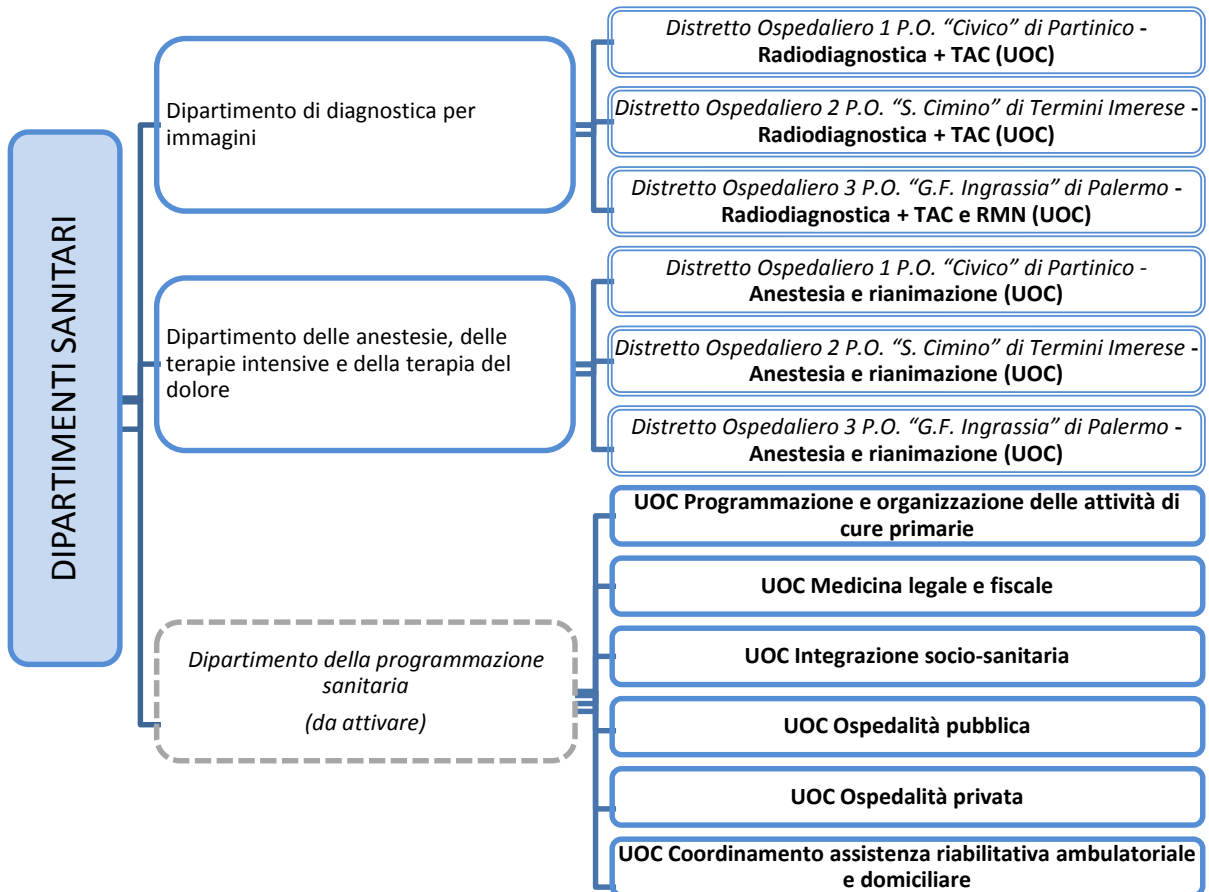 DIPARTIMENTI SANITARI
Dipartimento di diagnostica per
immagini
Distretto Ospedaliero 1 P.O. “Civico” di Partinico -
Radiodiagnostica + TAC (UOC)
Distretto Ospedaliero 2 P.O. “S. Cimino” di Termini Imerese -
Radiodiagnostica + TAC (UOC)
Distretto Ospedaliero 3 P.O. “G.F. Ingrassia” di Palermo -
Radiodiagnostica + TAC e RMN (UOC)
Dipartimento delle anestesie, delle
terapie intensive e della terapia del
dolore
Distretto Ospedaliero 1 P.O. “Civico” di Partinico -
Anestesia e rianimazione (UOC)
Distretto Ospedaliero 2 P.O. “S. Cimino” di Termini Imerese -
Anestesia e rianimazione (UOC)
Distretto Ospedaliero 3 P.O. “G.F. Ingrassia” di Palermo -
Anestesia e rianimazione (UOC)
Dipartimento della programmazione
sanitaria
(da attivare)
UOC Programmazione e organizzazione delle attività di
cure primarie
UOC Medicina legale e fiscale
UOC Integrazione socio-sanitaria
UOC Ospedalità pubblica
UOC Ospedalità privata
UOC Coordinamento assistenza riabilitativa ambulatoriale
e domiciliare